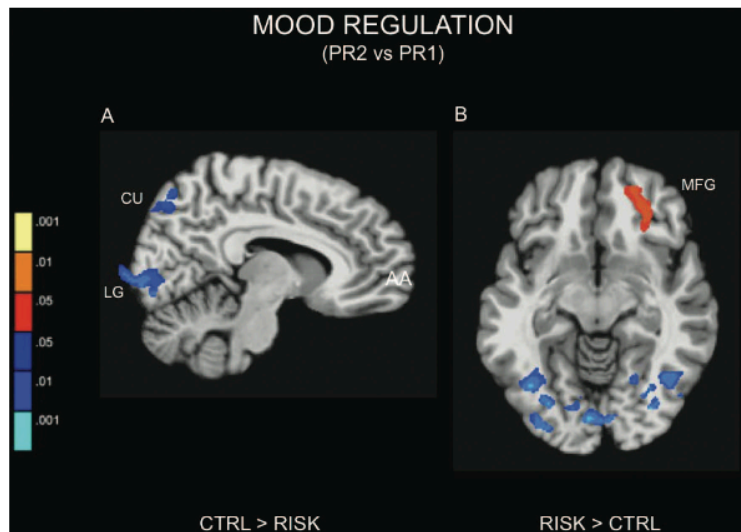 MOOD REGULATION
(PR2 vs PR1)
A
B
CU
LG
AA
MFG
.001
.01
.05
.05
.01
.001
CTRL > RISK
RISK > CTRL